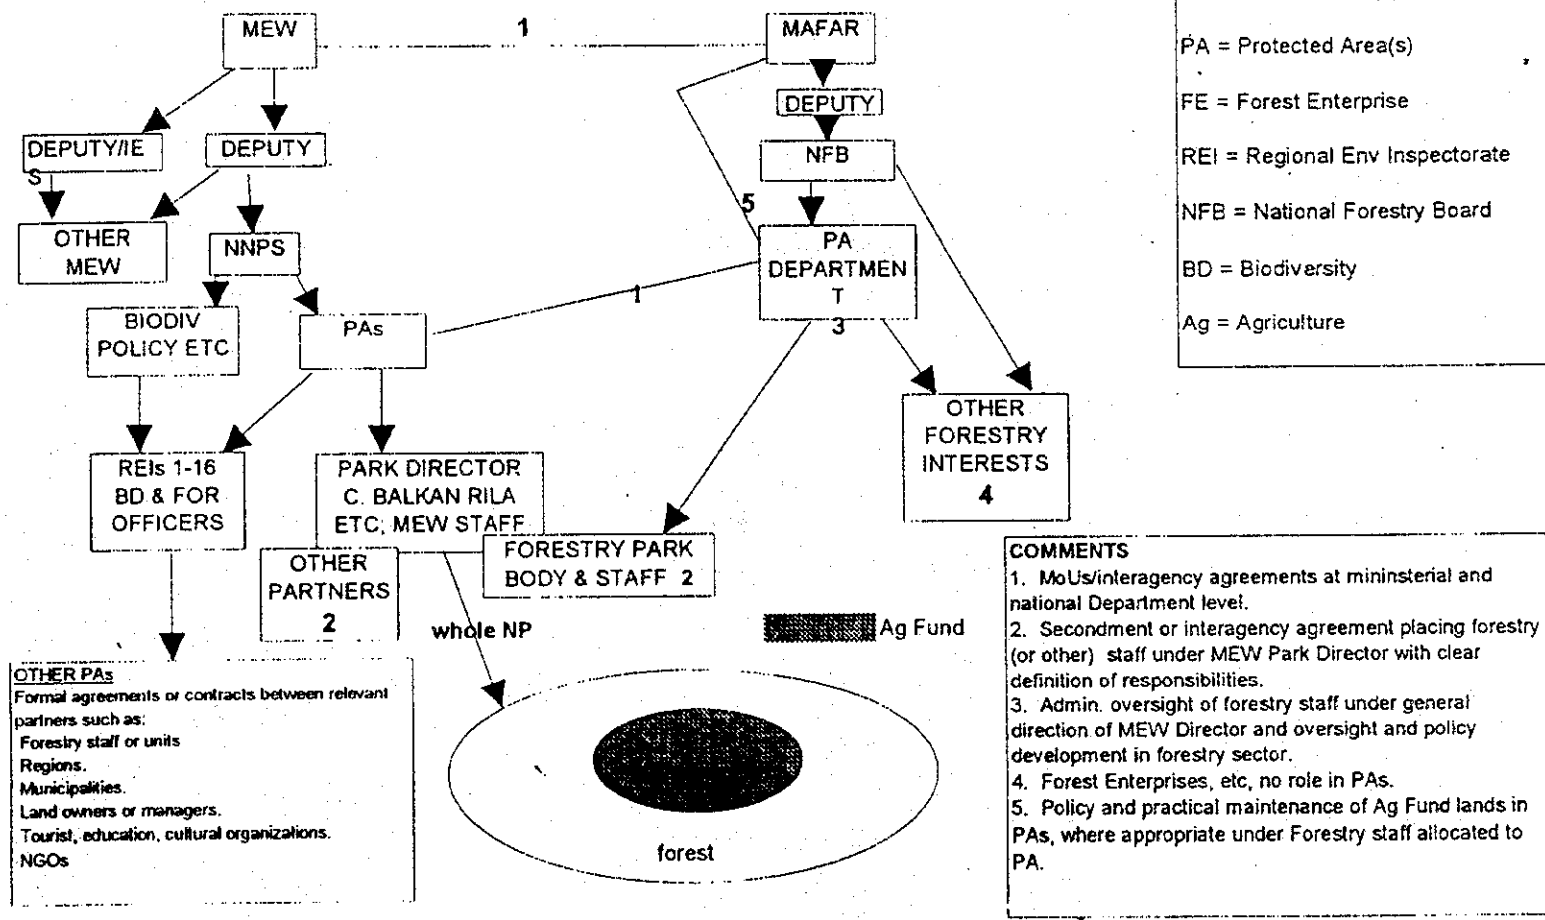 MEW
1
MAFAR
DEPUTY
DEPUTY/IE
S
DEPUTY
NFB
5
OTHER
MEW
NNPS
PA
DEPARTMEN
T
3
1
BIODIV
POLICY ETC
PAs
OTHER
FORESTRY
INTERESTS
4
REIs 1-16
BD & FOR
OFFICERS
PARK DIRECTOR
C. BALKAN RILA
ETC, MEW STAFF
FORESTRY PARK
BODY & STAFF 2
OTHER
PARTNERS
2
whole NP
Ag Fund
forest
OTHER PAs
Formal agreements or contracts between relevant
partners such as:
Forestry staff or units
Regions.
Municipalities.
Land owners or managers.
Tourist, education, cultural organizations.
NGOs
PA = Protected Area(s)
FE = Forest Enterprise
REI = Regional Env Inspectorate
NFB = National Forestry Board
BD = Biodiversity
Ag = Agriculture
COMMENTS
1. MoUs/interagency agreements at mininsterial and
national Department level.
2. Secondment or interagency agreement placing forestry
(or other) staff under MEW Park Director with clear
definition of responsibilities.
3. Admin. oversight of forestry staff under general
direction of MEW Director and oversight and policy
development in forestry sector.
4. Forest Enterprises, etc, no role in PAs.
5. Policy and practical maintenance of Ag Fund lands in
PAs, where appropriate under Forestry staff allocated to
PA.